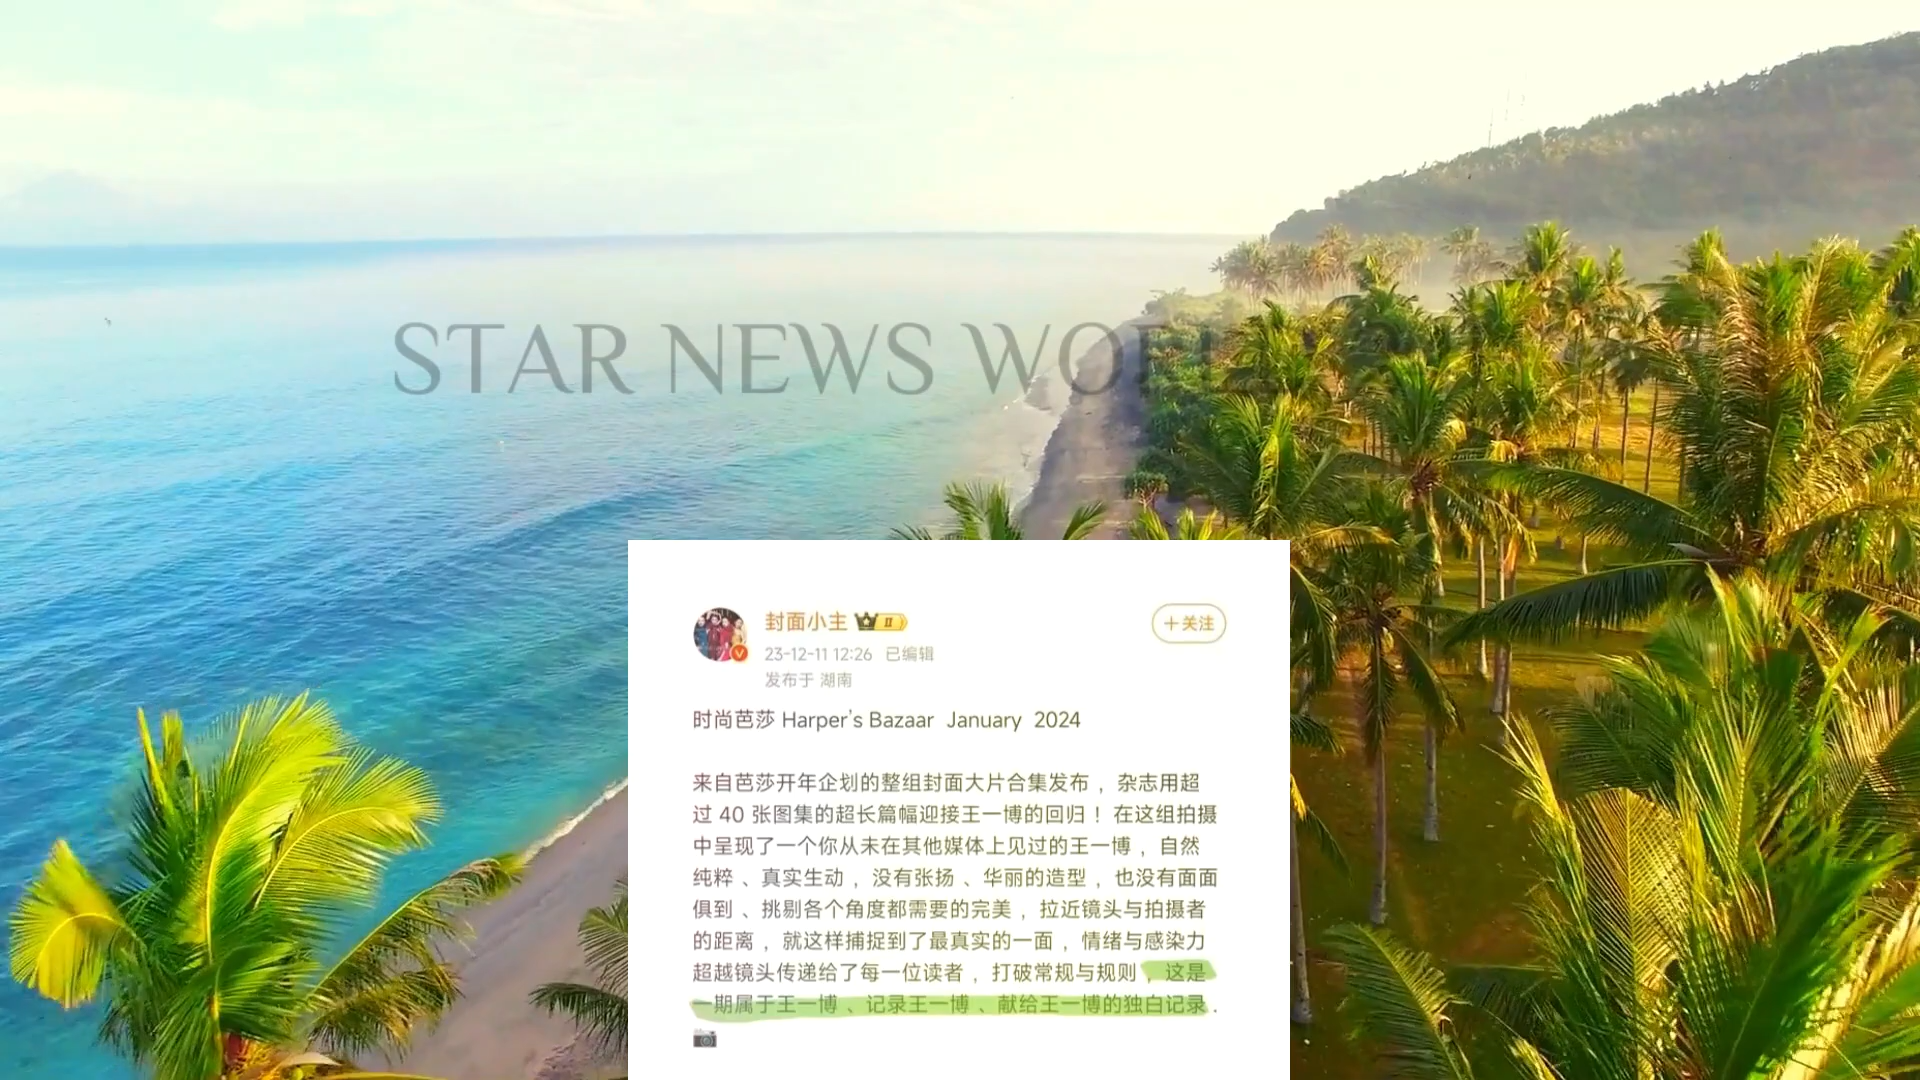 STAR NEWS WORL
封面小主
II
+关注
23-12-11 12:26 已编辑
发布于 湖南
时尚芭莎 Harper's Bazaar January 2024
来自芭莎开年企划的整组封面大片合集发布，杂志用超
过 40 张图集的超长篇幅迎接王一博的回归！在这组拍摄
中呈现了一个你从未在其他媒体上见过的王一博，自然
纯粹、真实生动，没有张扬、华丽的造型，也没有面面
俱到、挑剔各个角度都需要的完美，拉近镜头与拍摄者
的距离，就这样捕捉到了最真实的一面，情绪与感染力
超越镜头传递给了每一位读者，打破常规与规则，这是
一期属于王一博、记录王一博、献给王一博的独白记录.